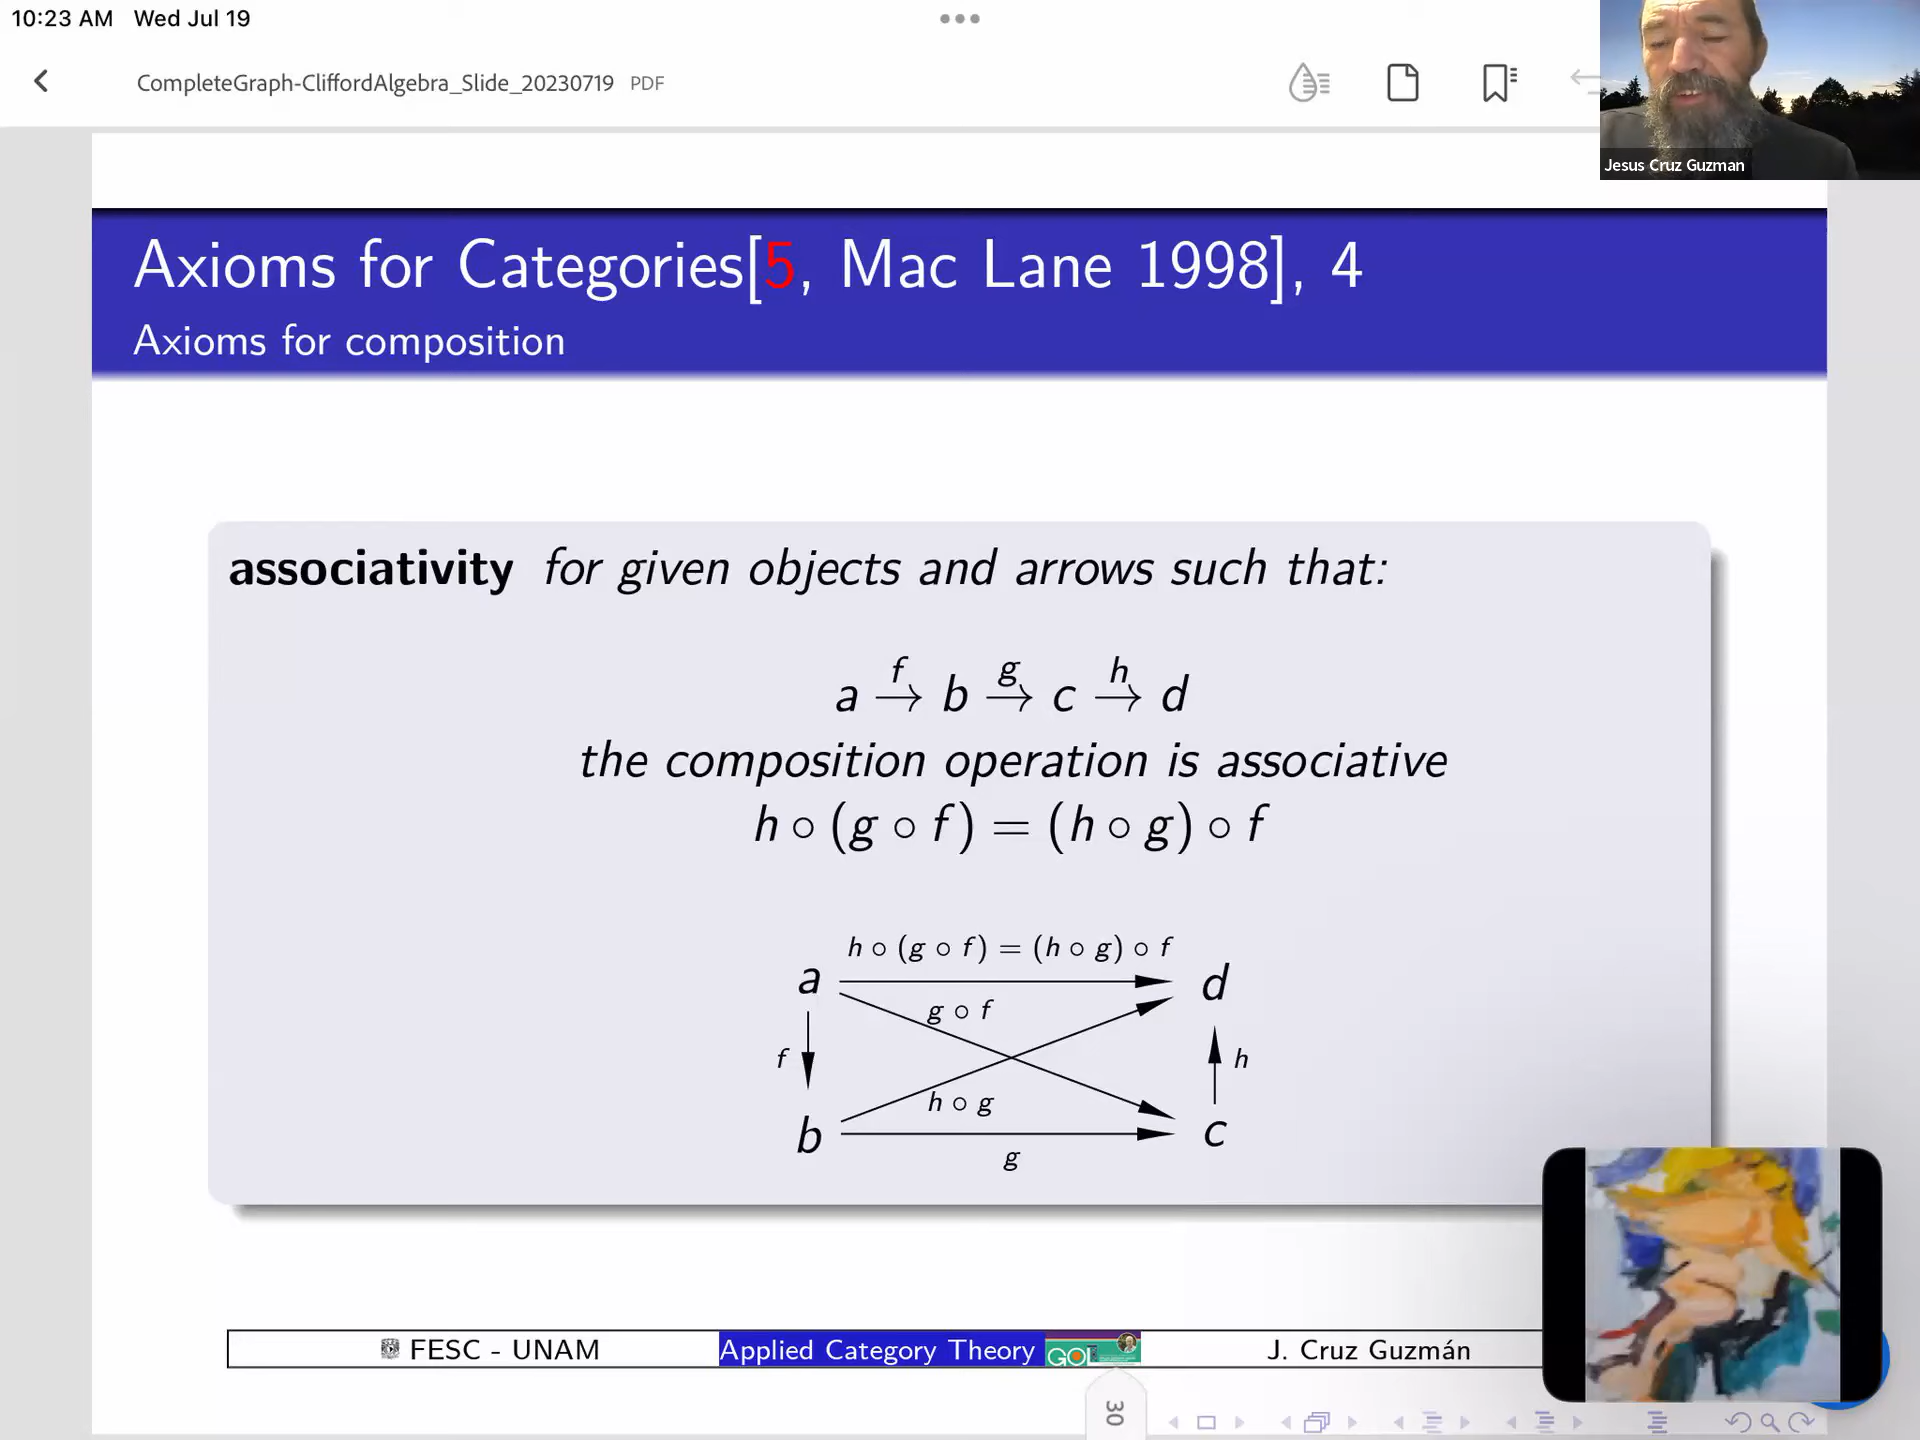 10:23 AM Wed Jul 19
CompleteGraph-CliffordAlgebra_Slide_20230719 PDF
Jesus Cruz Guzman
Axioms for Categories[5, Mac Lane 1998], 4
Axioms for composition
associativity for given objects and arrows such that:
a f→ b g→ c h→ d
the composition operation is associative
h ∘ (g ∘ f) = (h ∘ g) ∘ f
h ∘ (g ∘ f) = (h ∘ g) ∘ f
a d
g ∘ f
f h
h ∘ g
b c
g
FESC - UNAM Applied Category Theory GOL J. Cruz Guzmán
30